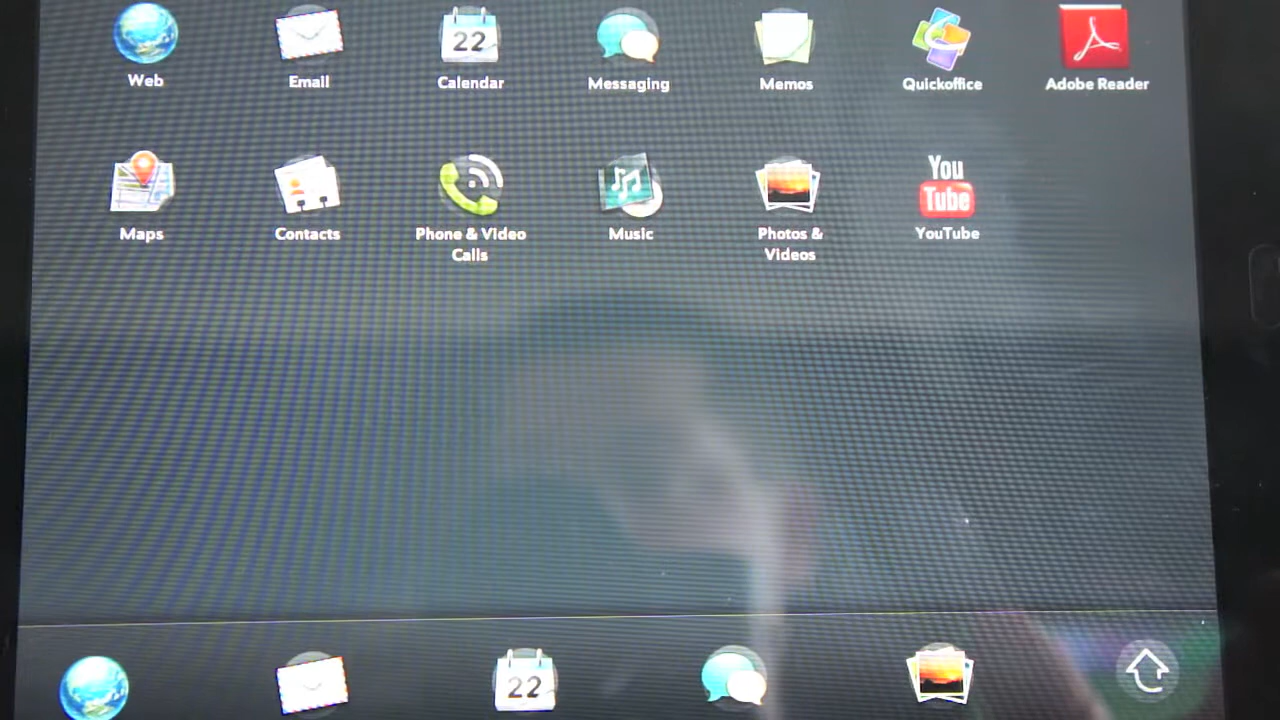 22
Web
Email
Calendar
Messaging
Memos
Quickoffice
Adobe Reader
You
Tube
Maps
Contacts
Phone & Video
Calls
Music
Photos &
Videos
YouTube
22